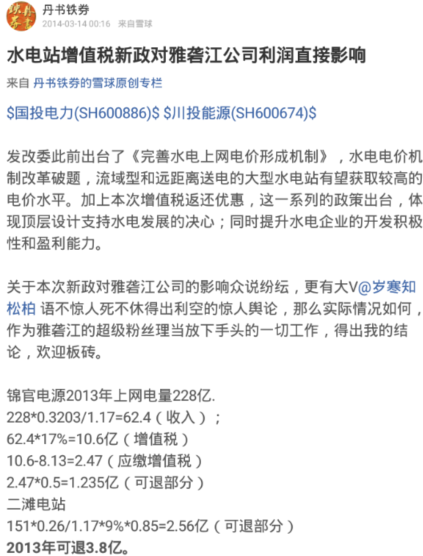 丹书铁券
2014-03-14 00:16 来自雪球
水电站增值税新政对雅砻江公司利润直接影响
来自 丹书铁券的雪球原创专栏
$国投电力(SH600886)$ $川投能源(SH600674)$
发改委此前出台了《完善水电上网电价形成机制》，水电电价机
制改革破题，流域型和远距离送电的大型水电站有望获取较高的
电价水平。加上本次增值税返还优惠，这一系列的政策出台，体
现顶层设计支持水电发展的决心；同时提升水电企业的开发积极
性和盈利能力。
关于本次新政对雅砻江公司的影响众说纷纭，更有大V@岁寒知
松柏 语不惊人死不休得出利空的惊人舆论，那么实际情况如何，
作为雅砻江的超级粉丝理当放下手头的一切工作，得出我的结
论，欢迎板砖。
锦官电源2013年上网电量228亿.
228*0.3203/1.17=62.4（收入）；
62.4*17%=10.6亿（增值税）
10.6-8.13=2.47（应缴增值税）
2.47*0.5=1.235亿（可退部分）
二滩电站
151*0.26/1.17*9%*0.85=2.56亿（可退部分）
2013年可退3.8亿。